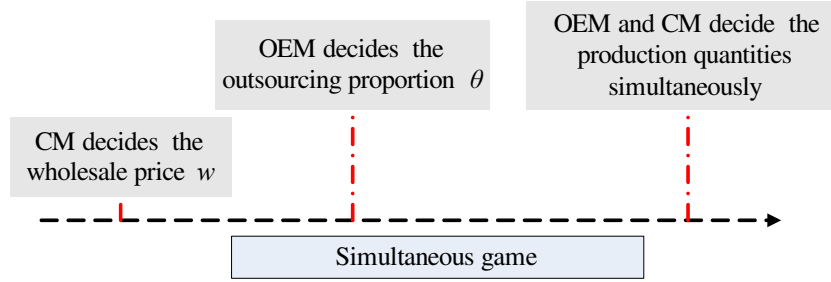 OEM decides the
outsourcing proportion θ
OEM and CM decide the
production quantities
simultaneously
CM decides the
wholesale price w
Simultaneous game